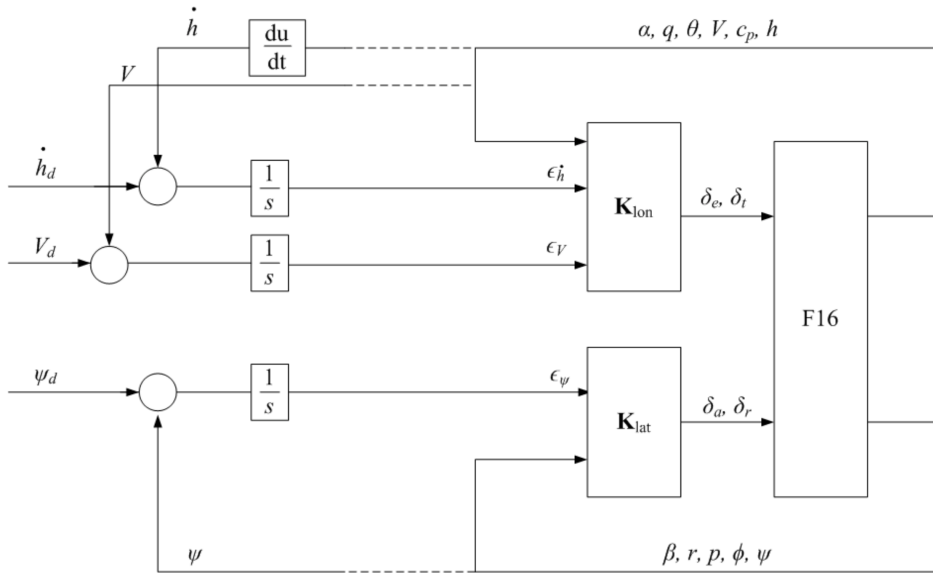 ḣ
du
dt
α, q, θ, V, c_p, h
V
ḣ_d
1
s
ϵ_ḣ
K_lon
δ_e, δ_t
V_d
1
s
ϵ_V
F16
ψ_d
1
s
ϵ_ψ
K_lat
δ_a, δ_r
ψ
β, r, p, ϕ, ψ